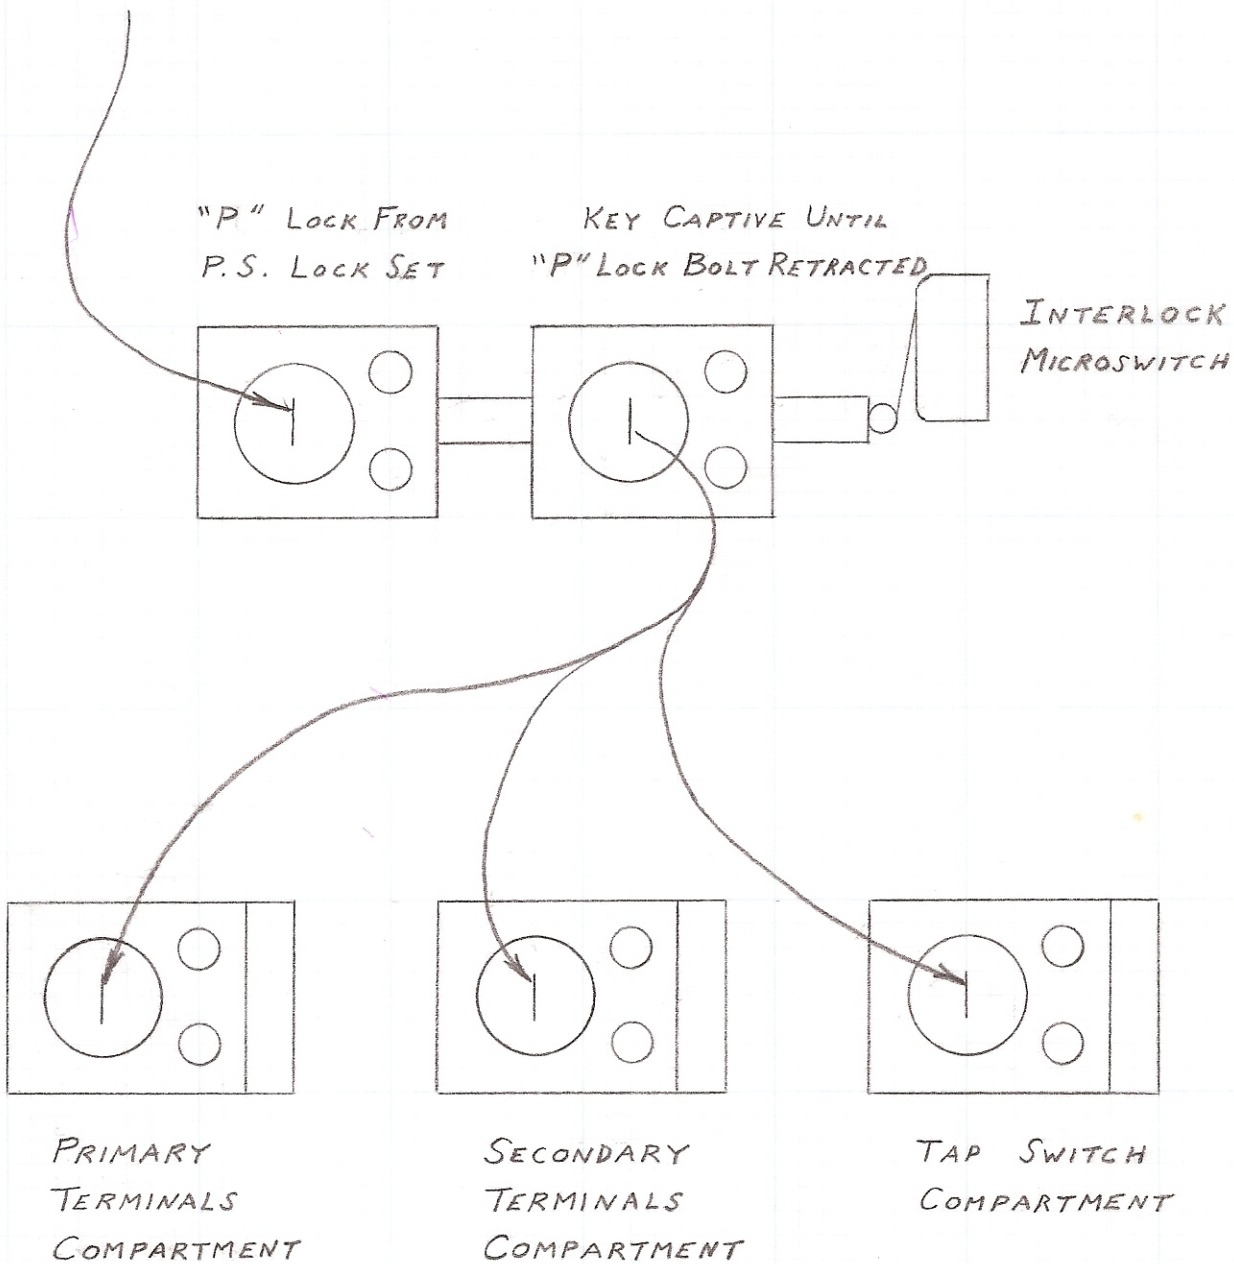 "P" LOCK FROM
P.S. LOCK SET
KEY CAPTIVE UNTIL
"P" LOCK BOLT RETRACTED
INTERLOCK
MICROSWITCH
PRIMARY
TERMINALS
COMPARTMENT
SECONDARY
TERMINALS
COMPARTMENT
TAP SWITCH
COMPARTMENT